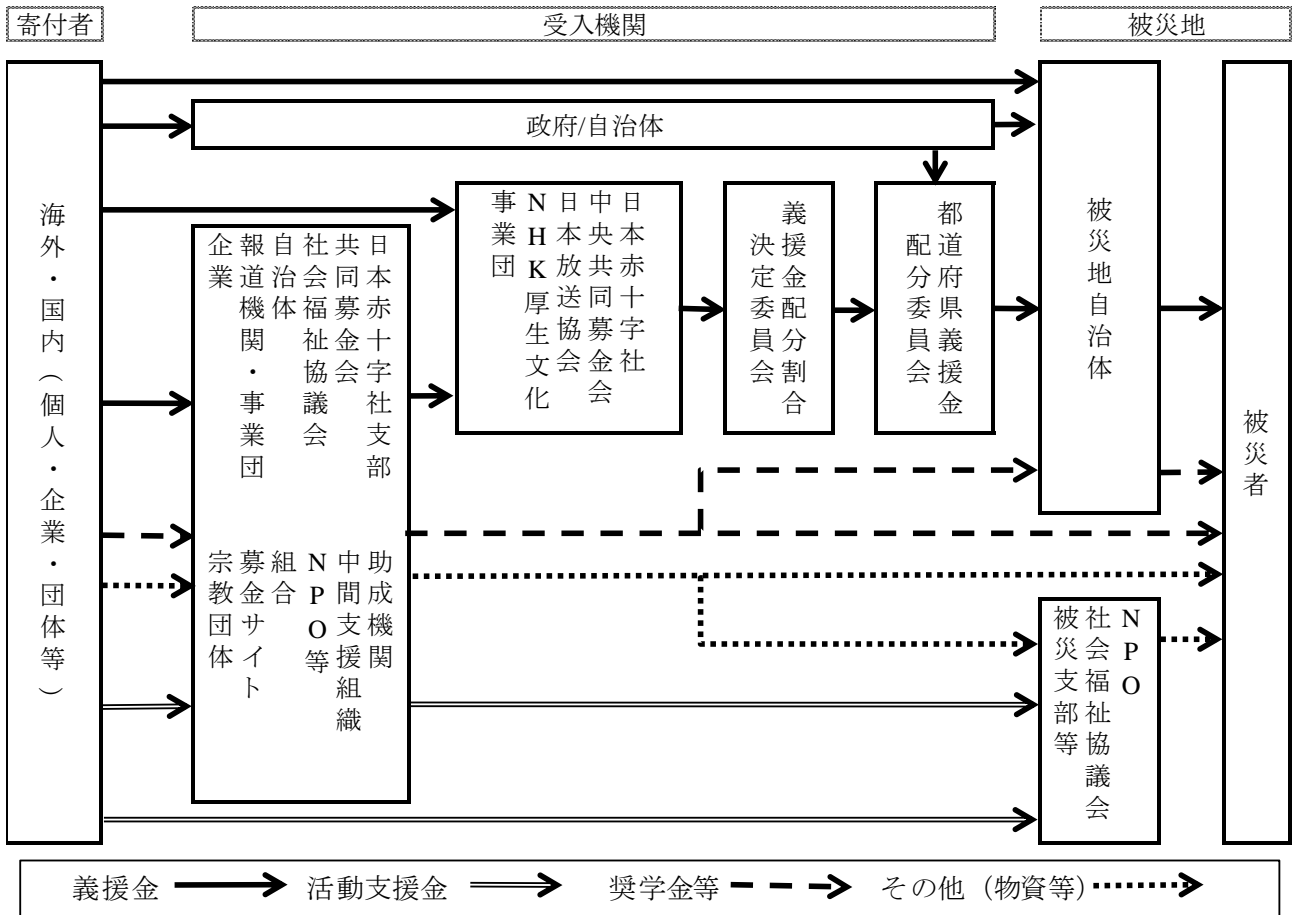 寄付者
受入機関
被災地
海外・国内（個人・企業・団体等）
政府/自治体
日本赤十字社支部
共同募金会
社会福祉協議会
自治体
報道機関・事業団
企業
助成機関
中間支援組織
NPO等
組合
募金サイト
宗教団体
日本赤十字社
中央共同募金会
日本放送協会
NHK厚生文化
事業団
義援金配分割合
決定委員会
都道府県義援金
配分委員会
被災地自治体
NPO
社会福祉協議会
被災支部等
被災者
義援金
活動支援金
奨学金等
その他（物資等）